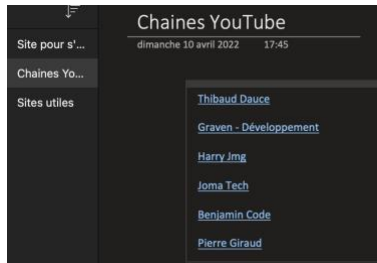 Chaines YouTube
dimanche 10 avril 2022 17:45
Site pour s'...
Chaines Yo...
Sites utiles
Thibaud Dauce
Graven - Développement
Harry Jmg
Joma Tech
Benjamin Code
Pierre Giraud